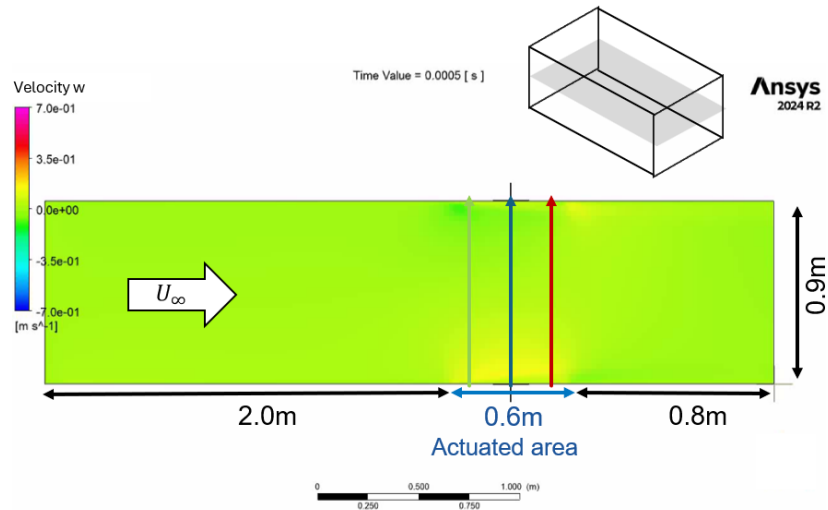 Time Value = 0.0005 [ s ]
Ansys
2024 R2
Velocity w
7.0e-01
3.5e-01
0.0e+00
-3.5e-01
-7.0e-01
[m s^-1]
U∞
0.9m
2.0m
0.6m
0.8m
Actuated area
0 0.500 1.000 (m)
0.250 0.750